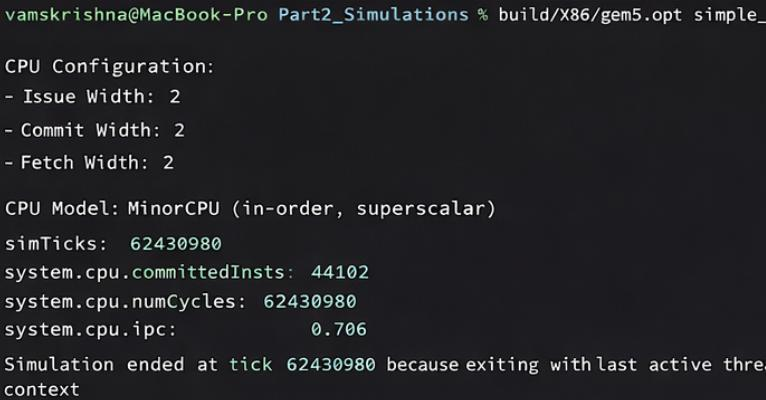 vamskrishna@MacBook-Pro Part2_Simulations % build/X86/gem5.opt simple_
CPU Configuration:
- Issue Width: 2
- Commit Width: 2
- Fetch Width: 2
CPU Model: MinorCPU (in-order, superscalar)
simTicks: 62430980
system.cpu.committedInsts: 44102
system.cpu.numCycles: 62430980
system.cpu.ipc: 0.706
Simulation ended at tick 62430980 because exiting with last active threa
context